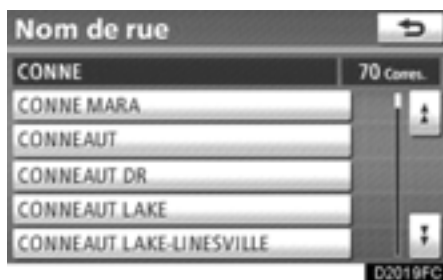 Nom de rue
CONNE 70 Corres.
CONNE MARA
CONNEAUT
CONNEAUT DR
CONNEAUT LAKE
CONNEAUT LAKE-LINESVILLE
D2019FC